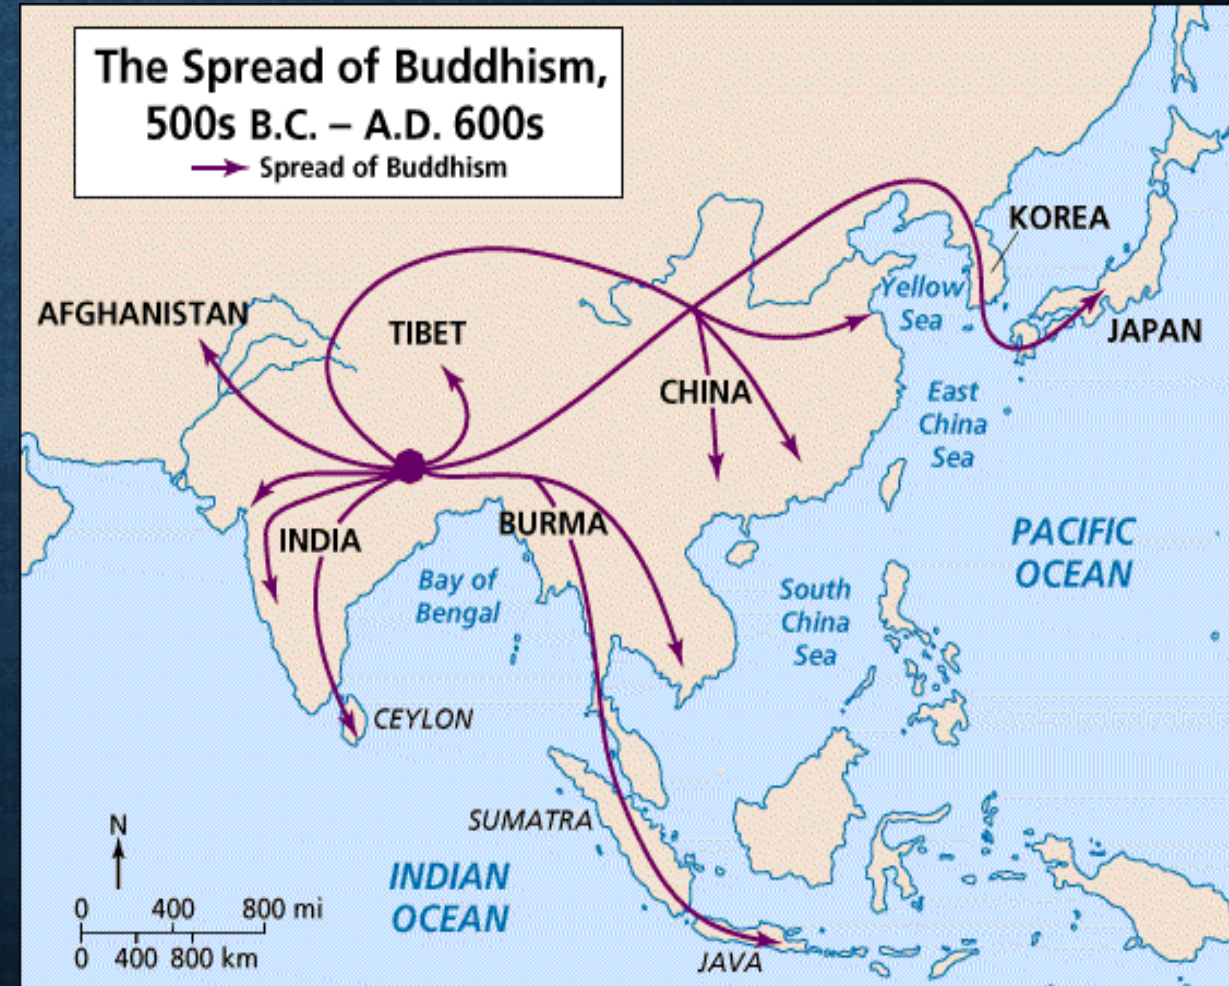 The Spread of Buddhism,
500s B.C. – A.D. 600s
Spread of Buddhism
KOREA
AFGHANISTAN
TIBET
Yellow
Sea
JAPAN
CHINA
East
China
Sea
INDIA
BURMA
PACIFIC
OCEAN
Bay of
Bengal
South
China
Sea
CEYLON
SUMATRA
N
INDIAN
OCEAN
0 400 800 mi
0 400 800 km
JAVA